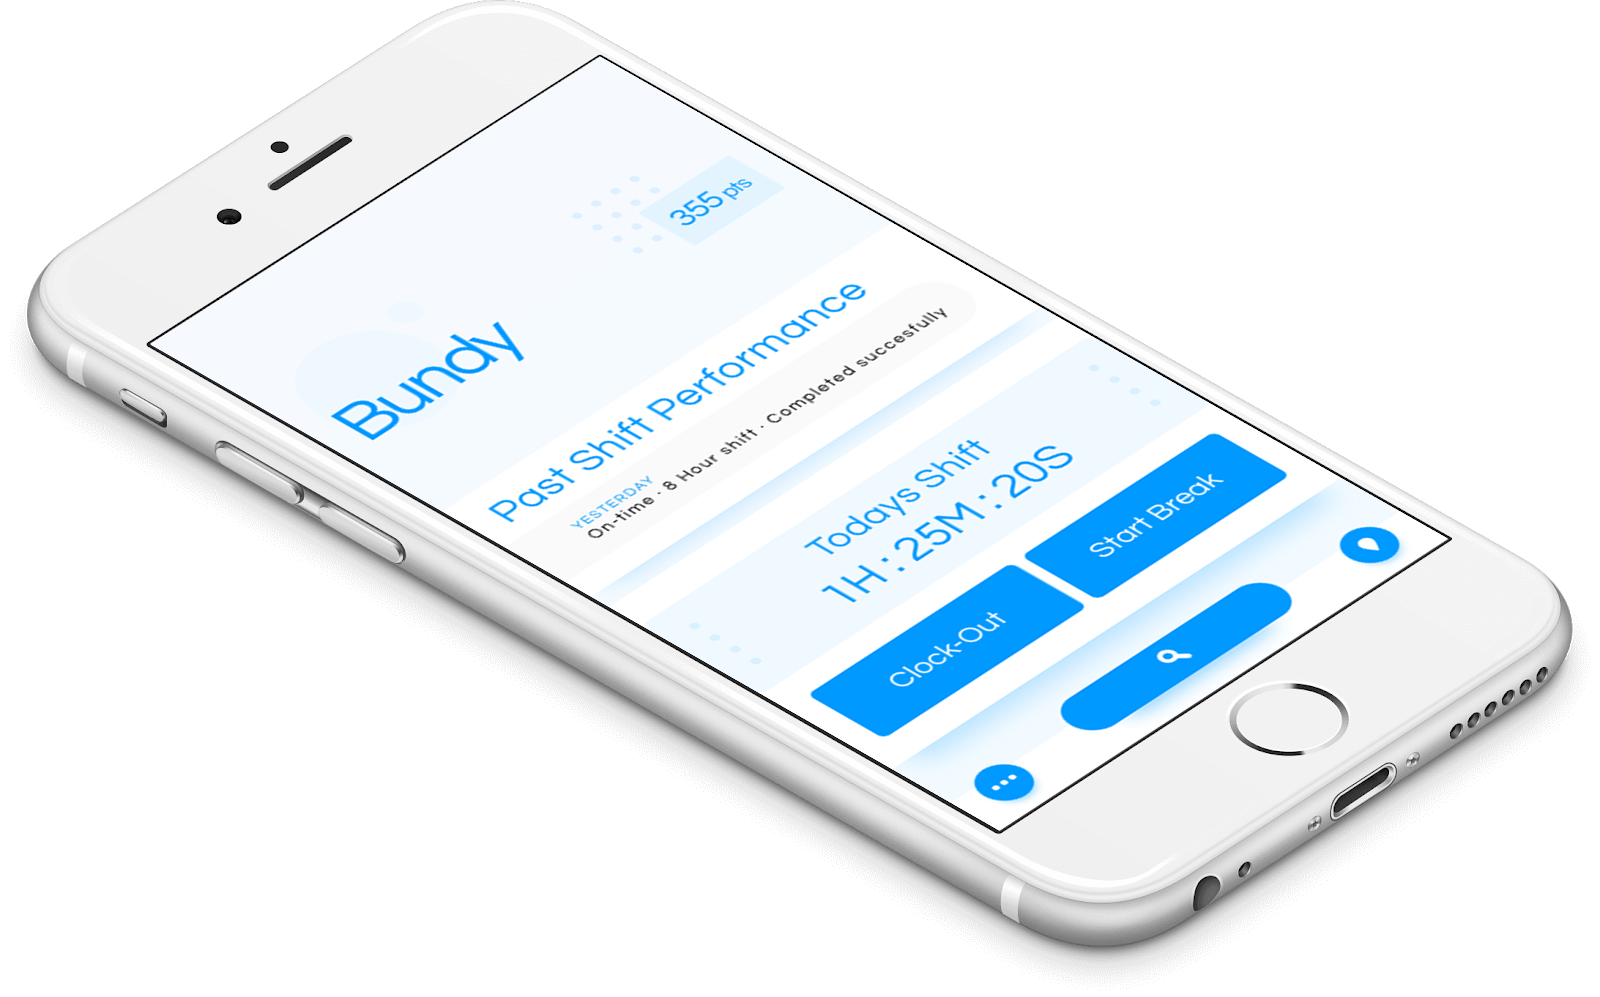 355 pts
Bundy
Past Shift Performance
YESTERDAY
On-time · 8 Hour shift · Completed succesfully
Todays Shift
1H : 25M : 20S
Clock-Out
Start Break